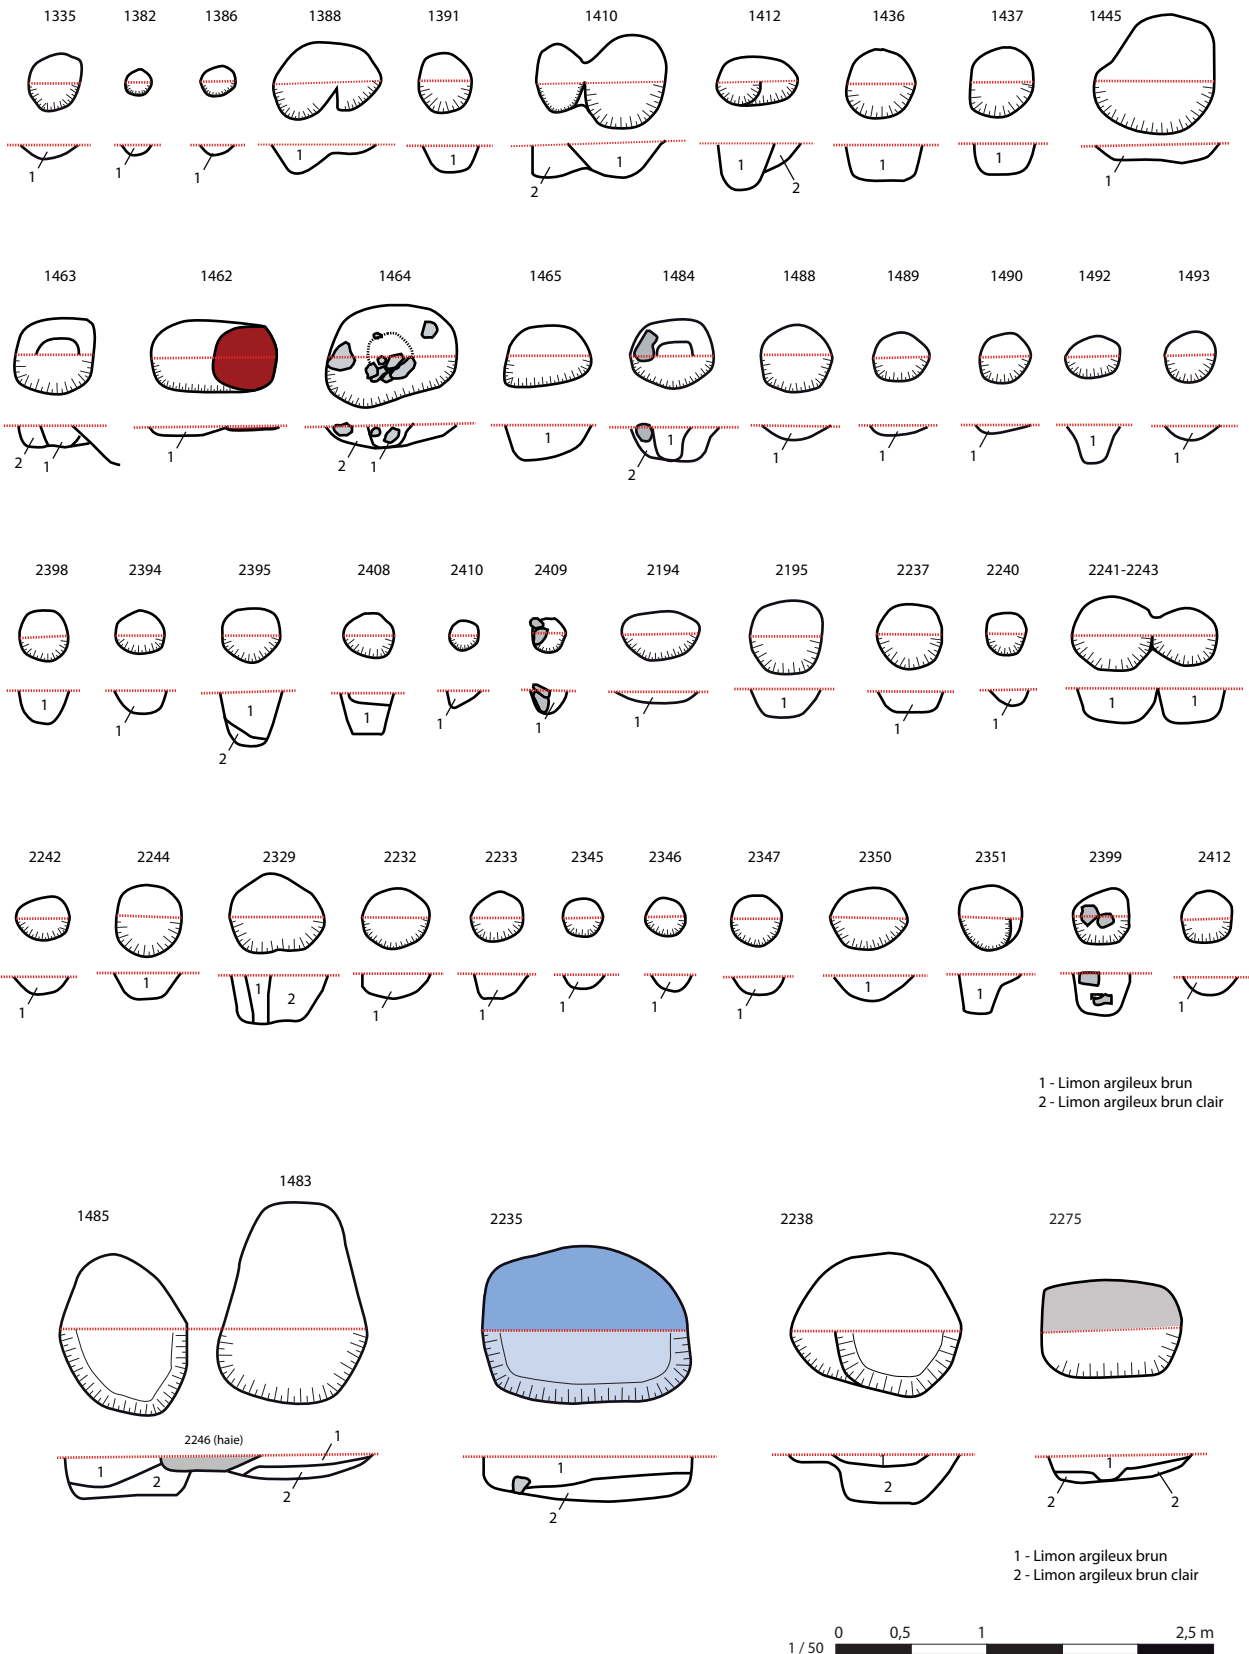 1335 1382 1386 1388 1391 1410 1412 1436 1437 1445
1 1 1 1 1 2 1 1 2 1 1 1
1463 1462 1464 1465 1484 1488 1489 1490 1492 1493
2 1 1 2 1 1 2 1 1 1 1 1 1
2398 2394 2395 2408 2410 2409 2194 2195 2237 2240 2241-2243
1 1 1 2 1 1 1 1 1 1 1 1 1
2242 2244 2329 2232 2233 2345 2346 2347 2350 2351 2399 2412
1 1 1 2 1 1 1 1 1 1 1 1
1 - Limon argileux brun
2 - Limon argileux brun clair
1483
1485 2235 2238 2275
2246 (haie)
1 2 1 2 1 2 1 2 1 2 2
1 - Limon argileux brun
2 - Limon argileux brun clair
0 0,5 1 2,5 m
1 / 50